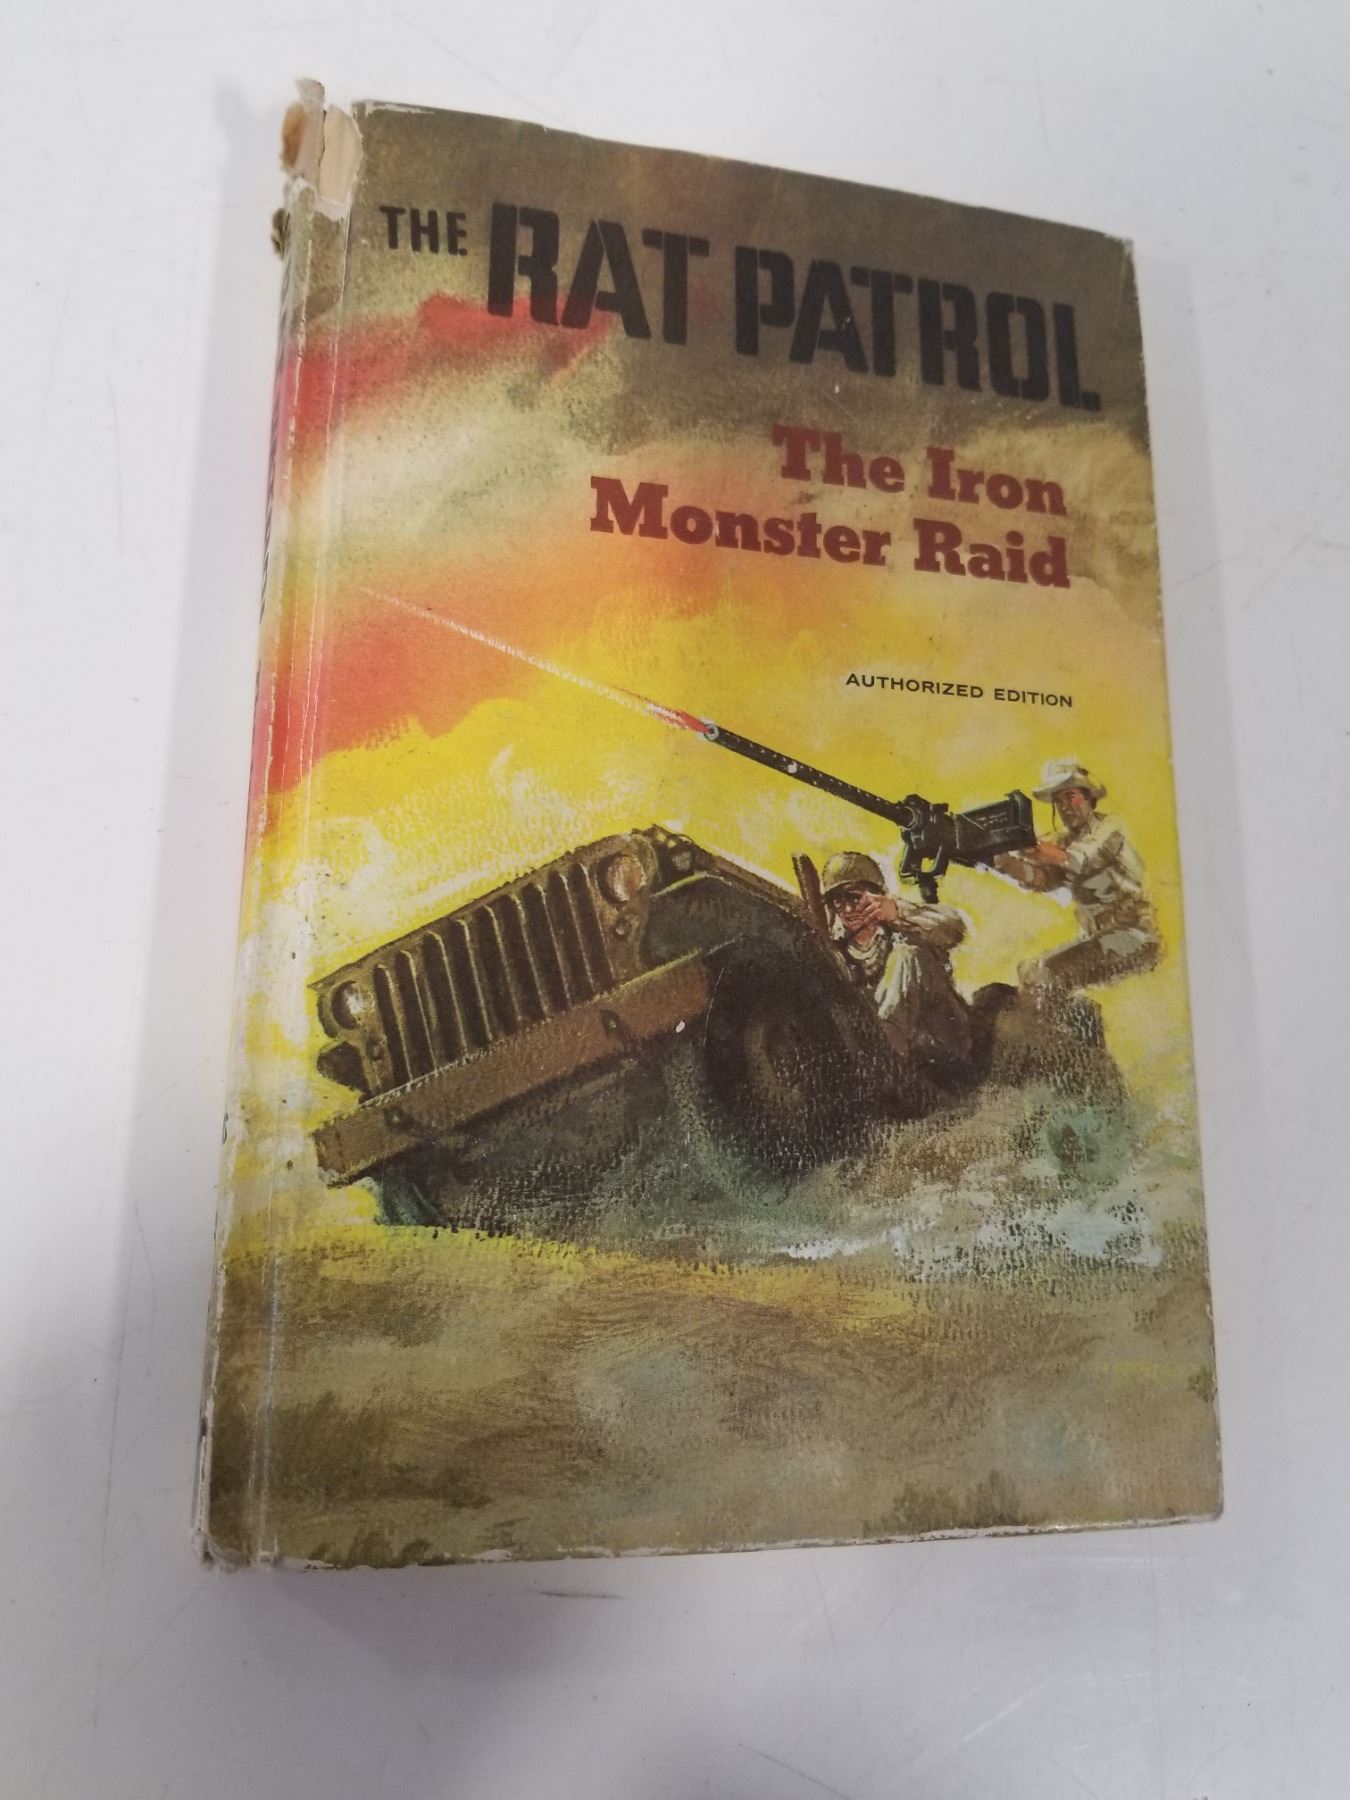 THE RAT PATROL
The Iron
Monster Raid
AUTHORIZED EDITION